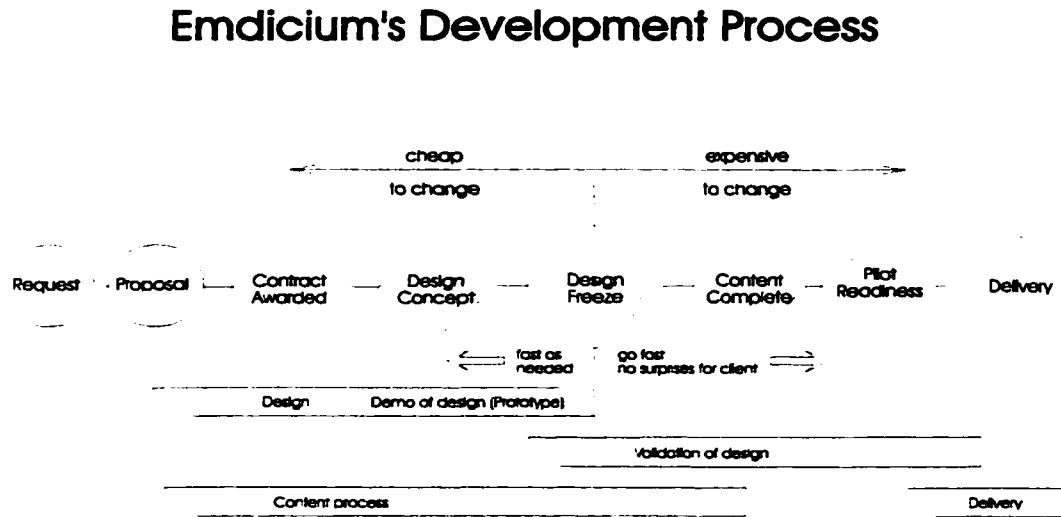 Emdicium's Development Process
cheap
expensive
to change
to change
Request
Proposal
Contract
Awarded
Design
Concept
Design
Freeze
Content
Complete
Pilot
Readiness
Delivery
fast as
needed
go fast
no surprises for client
Design
Demo of design (Prototype)
Validation of design
Content process
Delivery